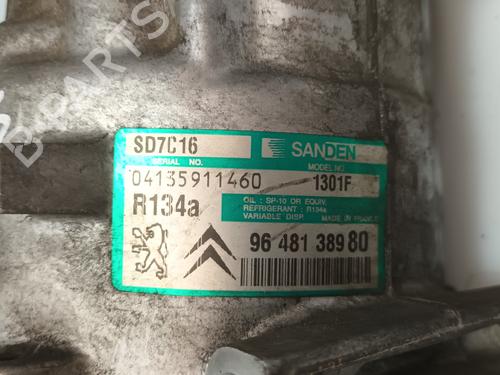 B-PARTS
SD7C16
SANDEN
SERIAL NO.
MODEL NO.
04135911460
1301F
R134a
OIL : SP-10 OR EQUIV.
REFRIGERANT : R134a
VARIABLE DISP.
MADE IN FRANCE
96 481 389 80